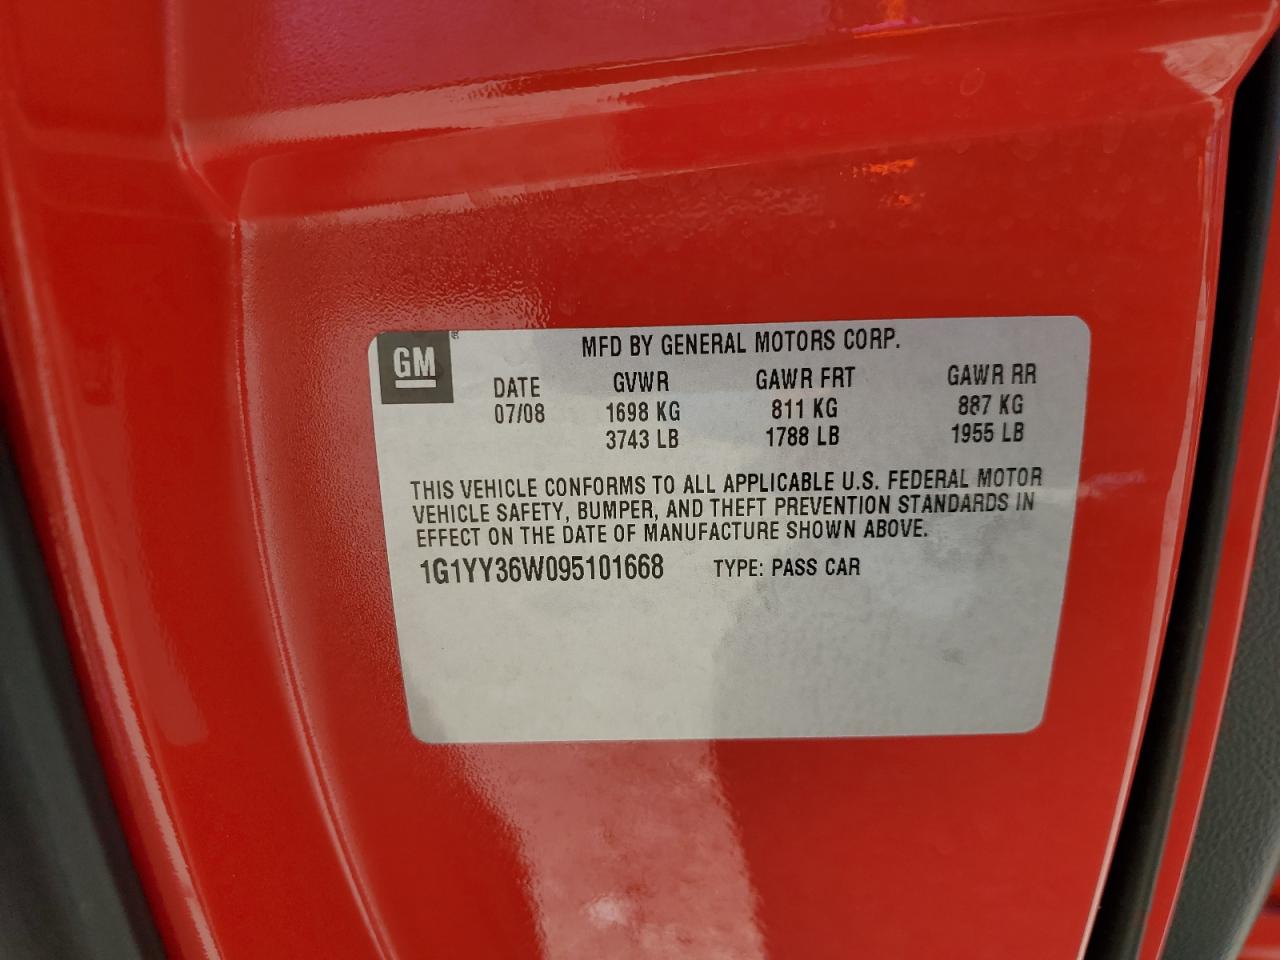 GM
MFD BY GENERAL MOTORS CORP.
DATE GVWR GAWR FRT GAWR RR
07/08 1698 KG 811 KG 887 KG
3743 LB 1788 LB 1955 LB
THIS VEHICLE CONFORMS TO ALL APPLICABLE U.S. FEDERAL MOTOR
VEHICLE SAFETY, BUMPER, AND THEFT PREVENTION STANDARDS IN
EFFECT ON THE DATE OF MANUFACTURE SHOWN ABOVE.
1G1YY36W095101668 TYPE: PASS CAR